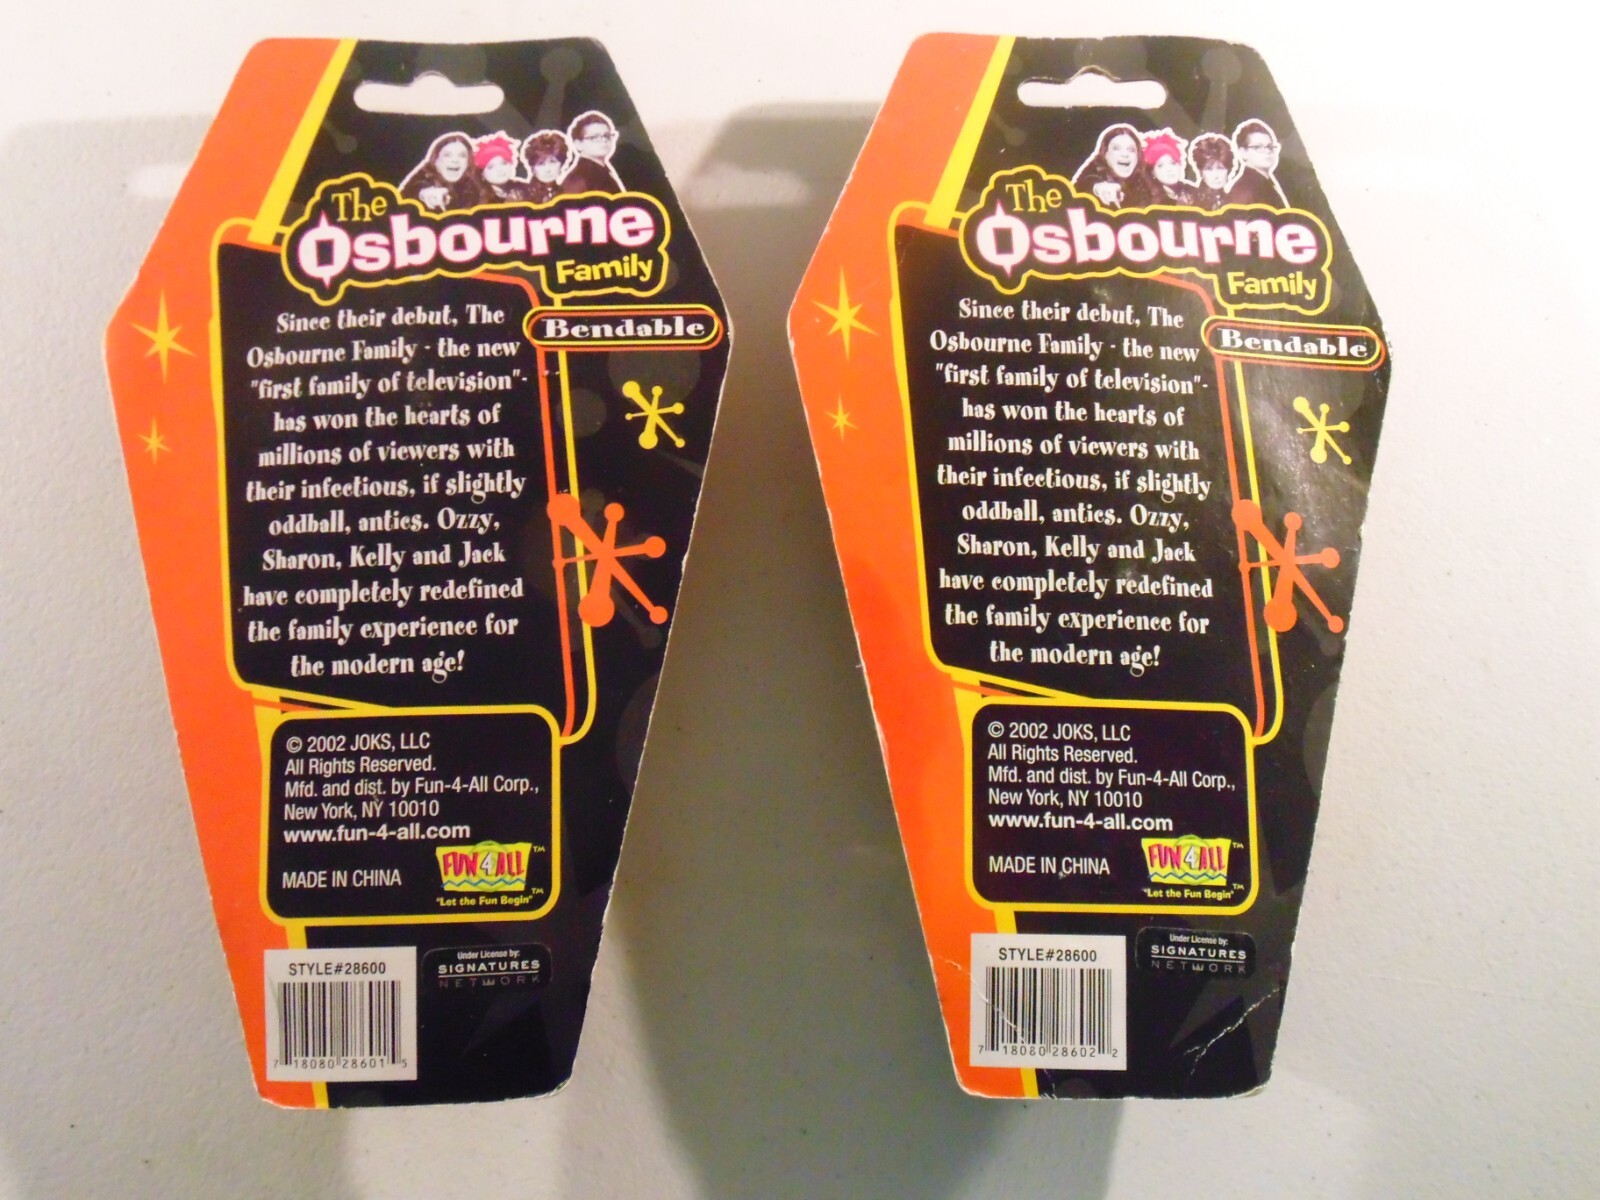 The
Osbourne
Family
Bendable
Since their debut, The
Osbourne Family - the new
"first family of television"-
has won the hearts of
millions of viewers with
their infectious, if slightly
oddball, antics. Ozzy,
Sharon, Kelly and Jack
have completely redefined
the family experience for
the modern age!
© 2002 JOKS, LLC
All Rights Reserved.
Mfd. and dist. by Fun-4-All Corp.,
New York, NY 10010
www.fun-4-all.com
MADE IN CHINA
FUN 4 ALL™
"Let the Fun Begin"™
STYLE#28600
7 18080 28601 5
Under License by:
SIGNATURES
NETWORK
The
Osbourne
Family
Bendable
Since their debut, The
Osbourne Family - the new
"first family of television"-
has won the hearts of
millions of viewers with
their infectious, if slightly
oddball, antics. Ozzy,
Sharon, Kelly and Jack
have completely redefined
the family experience for
the modern age!
© 2002 JOKS, LLC
All Rights Reserved.
Mfd. and dist. by Fun-4-All Corp.,
New York, NY 10010
www.fun-4-all.com
MADE IN CHINA
FUN 4 ALL™
"Let the Fun Begin"™
STYLE#28600
7 18080 28602 2
Under License by:
SIGNATURES
NETWORK